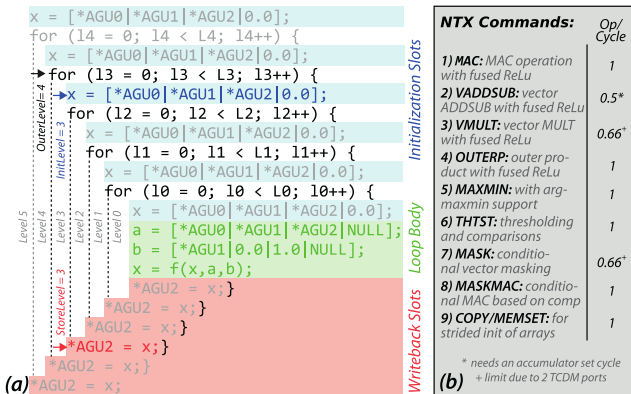 x = [*AGU0|*AGU1|*AGU2|0.0];
for (l4 = 0; l4 < L4; l4++) {
x = [*AGU0|*AGU1|*AGU2|0.0];
for (l3 = 0; l3 < L3; l3++) {
x = [*AGU0|*AGU1|*AGU2|0.0];
for (l2 = 0; l2 < L2; l2++) {
x = [*AGU0|*AGU1|*AGU2|0.0];
for (l1 = 0; l1 < L1; l1++) {
x = [*AGU0|*AGU1|*AGU2|0.0];
for (l0 = 0; l0 < L0; l0++) {
x = [*AGU0|*AGU1|*AGU2|0.0];
a = [*AGU0|*AGU1|*AGU2|NULL];
b = [*AGU1|0.0|1.0|NULL];
x = f(x,a,b);
*AGU2 = x;}
*AGU2 = x;}
*AGU2 = x;}
*AGU2 = x;}
*AGU2 = x;}
*AGU2 = x;
OuterLevel= 4
InitLevel = 3
StoreLevel = 3
Level 5
Level 4
Level 3
Level 2
Level 1
Level 0
Initialization Slots
Loop Body
Writeback Slots
(a)
NTX Commands: Op/
Cycle
1) MAC: MAC operation
with fused ReLu 1
2) VADDSUB: vector
ADDSUB with fused ReLu 0.5*
3) VMULT: vector MULT
with fused ReLu 0.66+
4) OUTERP: outer pro-
duct with fused ReLu 1
5) MAXMIN: with arg-
maxmin support 1
6) THTST: thresholding
and comparisons 1
7) MASK: conditio-
nal vector masking 0.66+
8) MASKMAC: conditio-
nal MAC based on comp 1
9) COPY/MEMSET: for
strided init of arrays 1
* needs an accumulator set cycle
+ limit due to 2 TCDM ports
(b)